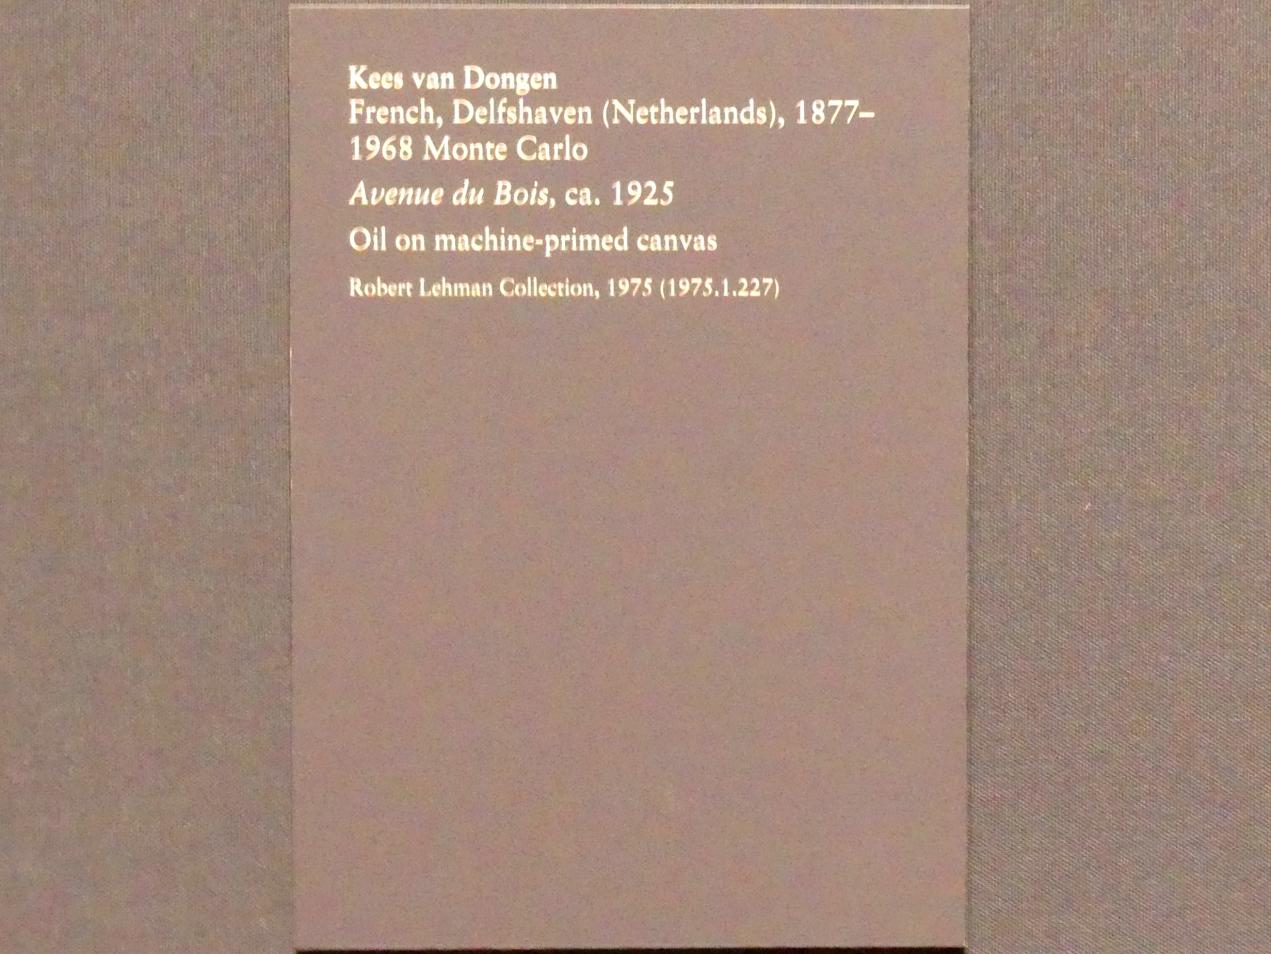 Kees van Dongen
French, Delfshaven (Netherlands), 1877–
1968 Monte Carlo
Avenue du Bois, ca. 1925
Oil on machine-primed canvas
Robert Lehman Collection, 1975 (1975.1.227)